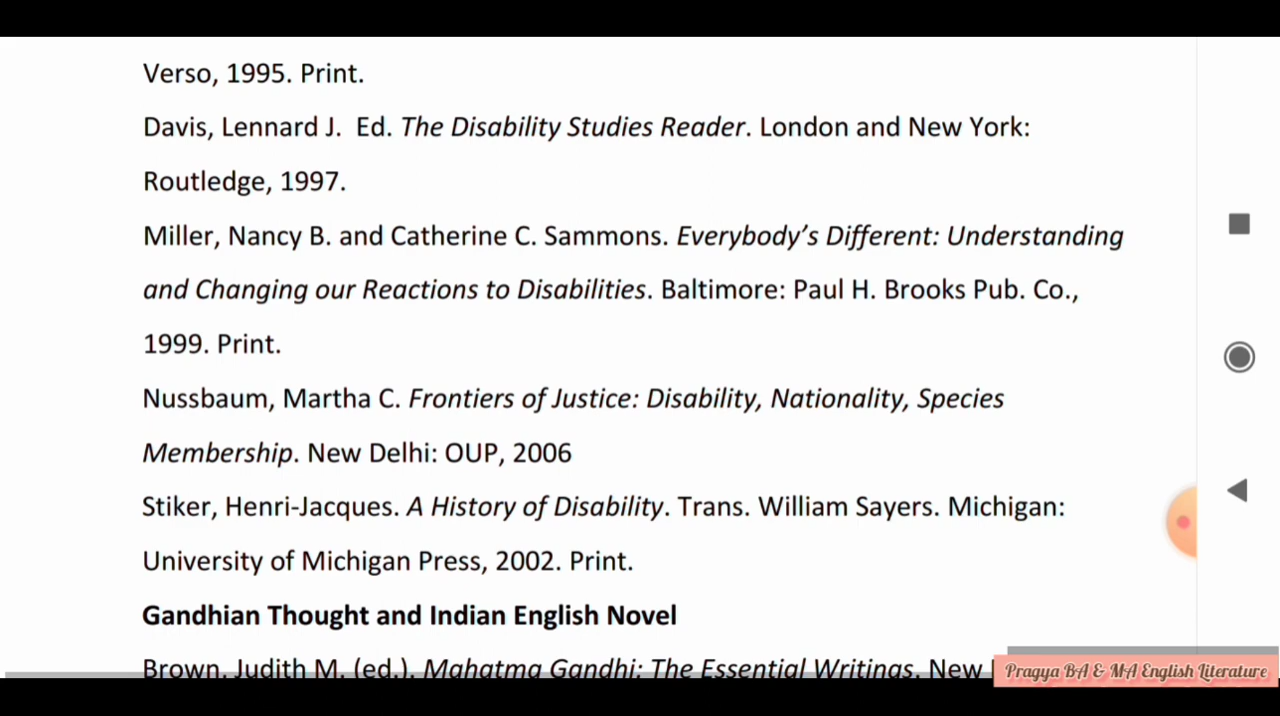 Verso, 1995. Print.
Davis, Lennard J.  Ed. The Disability Studies Reader. London and New York:
Routledge, 1997.
Miller, Nancy B. and Catherine C. Sammons. Everybody’s Different: Understanding
and Changing our Reactions to Disabilities. Baltimore: Paul H. Brooks Pub. Co.,
1999. Print.
Nussbaum, Martha C. Frontiers of Justice: Disability, Nationality, Species
Membership. New Delhi: OUP, 2006
Stiker, Henri-Jacques. A History of Disability. Trans. William Sayers. Michigan:
University of Michigan Press, 2002. Print.
Gandhian Thought and Indian English Novel
Brown, Judith M. (ed.). Mahatma Gandhi: The Essential Writings. New
Pragya BA & MA English Literature